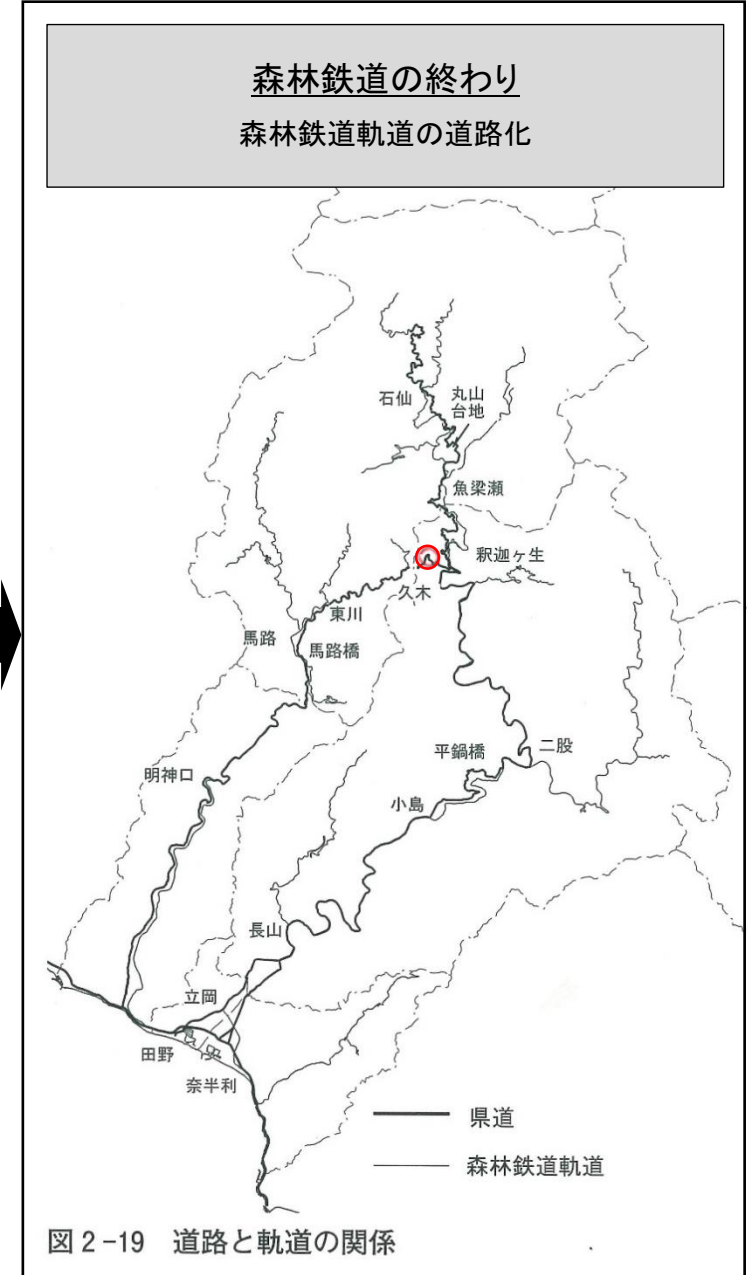 森林鉄道の終わり
森林鉄道軌道の道路化
石仙
丸山
台地
魚梁瀬
釈迦ヶ生
久木
東川
馬路
馬路橋
平鍋橋
二股
明神口
小島
長山
立岡
田野
奈半利
県道
森林鉄道軌道
図2-19 道路と軌道の関係